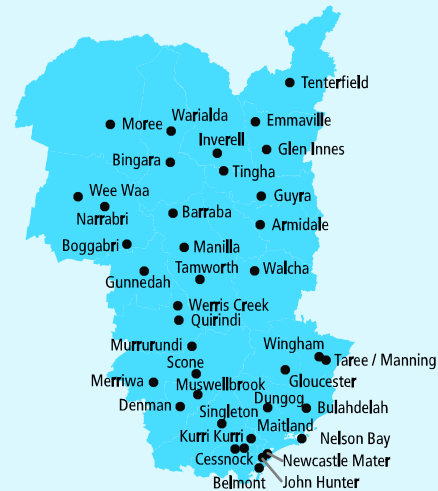 Tenterfield
Warialda
Emmaville
Moree
Inverell
Glen Innes
Bingara
Tingha
Wee Waa
Guyra
Narrabri
Barraba
Armidale
Boggabri
Manilla
Tamworth
Walcha
Gunnedah
Werris Creek
Quirindi
Murrurundi
Wingham
Taree / Manning
Scone
Gloucester
Merriwa
Muswellbrook
Dungog
Denman
Bulahdelah
Singleton
Maitland
Kurri Kurri
Nelson Bay
Cessnock
Newcastle Mater
Belmont
John Hunter